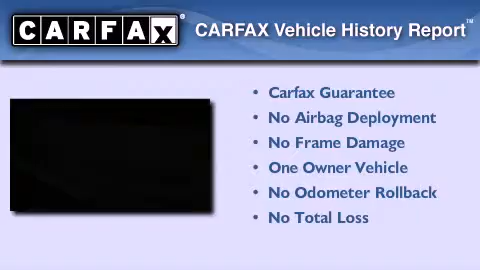 CARFAX® CARFAX Vehicle History Report™
• Carfax Guarantee
• No Airbag Deployment
• No Frame Damage
• One Owner Vehicle
• No Odometer Rollback
• No Total Loss